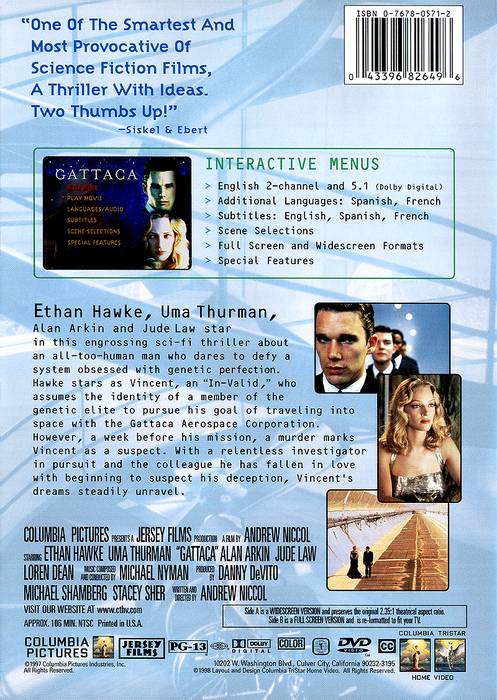 “One Of The Smartest And
Most Provocative Of
Science Fiction Films,
A Thriller With Ideas.
Two Thumbs Up!”
—Siskel & Ebert
ISBN 0-7678-0571-2
0 43396 82649 6
GATTACA
PLAY MOVIE
LANGUAGES/AUDIO
SUBTITLES
SCENE SELECTIONS
SPECIAL FEATURES
INTERACTIVE MENUS
> English 2-channel and 5.1 (Dolby Digital)
> Additional Languages: Spanish, French
> Subtitles: English, Spanish, French
> Scene Selections
> Full Screen and Widescreen Formats
> Special Features
Ethan Hawke, Uma Thurman,
Alan Arkin and Jude Law star
in this engrossing sci-fi thriller about
an all-too-human man who dares to defy a
system obsessed with genetic perfection.
Hawke stars as Vincent, an “In-Valid,” who
assumes the identity of a member of the
genetic elite to pursue his goal of traveling into
space with the Gattaca Aerospace Corporation.
However, a week before his mission, a murder marks
Vincent as a suspect. With a relentless investigator
in pursuit and the colleague he has fallen in love
with beginning to suspect his deception, Vincent's
dreams steadily unravel.
COLUMBIA PICTURES PRESENTS A JERSEY FILMS PRODUCTION A FILM BY ANDREW NICCOL
STARRING ETHAN HAWKE UMA THURMAN “GATTACA” ALAN ARKIN JUDE LAW
LOREN DEAN MUSIC COMPOSED AND CONDUCTED BY MICHAEL NYMAN PRODUCED BY DANNY DeVITO
MICHAEL SHAMBERG STACEY SHER WRITTEN AND DIRECTED BY ANDREW NICCOL
VISIT OUR WEBSITE AT www.cthv.com
APPROX. 106 MIN. NTSC Printed in U.S.A.
Side A is a WIDESCREEN VERSION and preserves the original 2.35:1 theatrical aspect ratio.
Side B is a FULL SCREEN VERSION and is re-formatted to fit your TV.
COLUMBIA PICTURES
JERSEY FILMS
PG-13
DOLBY DIGITAL
COLOR
DVD VIDEO
CC
COLUMBIA TRISTAR
HOME VIDEO
©1997 Columbia Pictures Industries, Inc.
All Rights Reserved.
10202 W. Washington Blvd., Culver City, California 90232-3195
©1998 Layout and Design Columbia TriStar Home Video. All Rights Reserved.